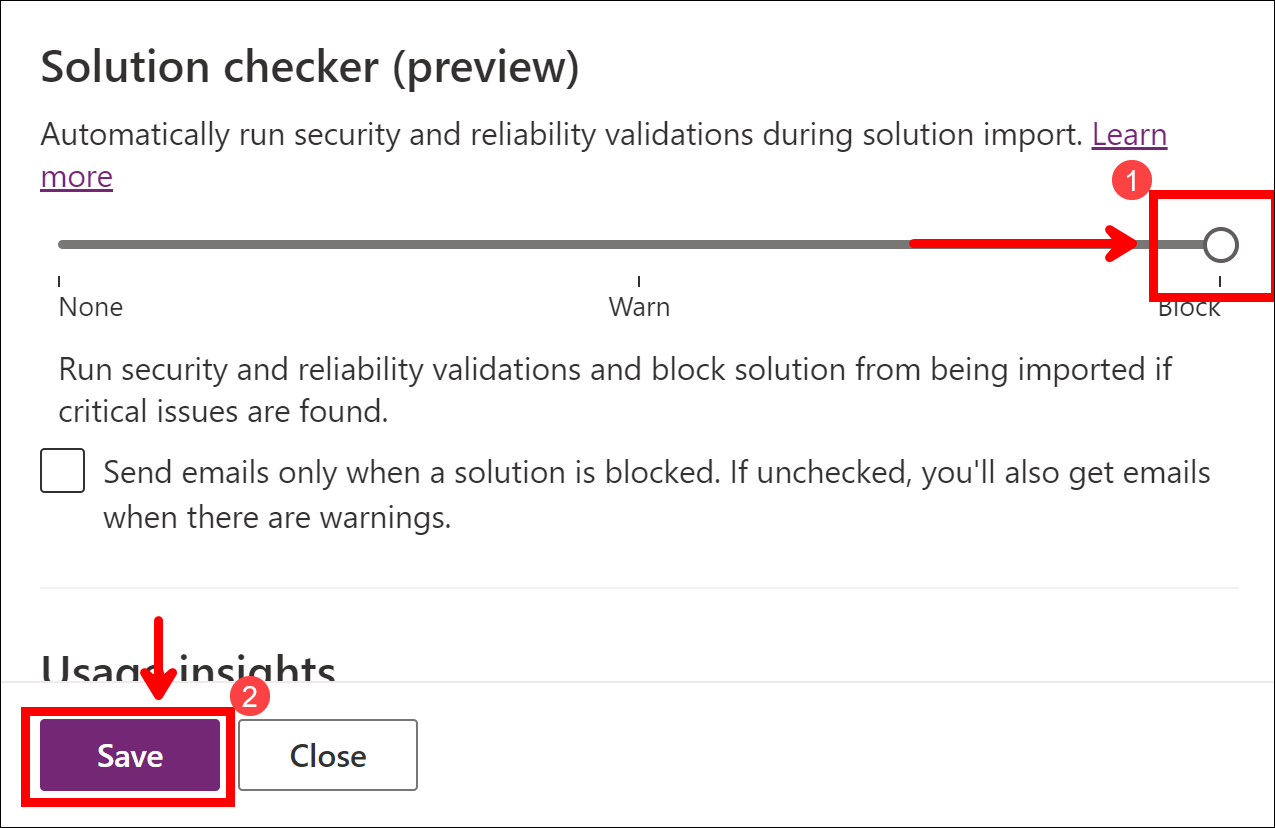 Solution checker (preview)
Automatically run security and reliability validations during solution import. Learn
more
1
None Warn Block
Run security and reliability validations and block solution from being imported if
critical issues are found.
Send emails only when a solution is blocked. If unchecked, you'll also get emails
when there are warnings.
Usage insights
2
Save Close